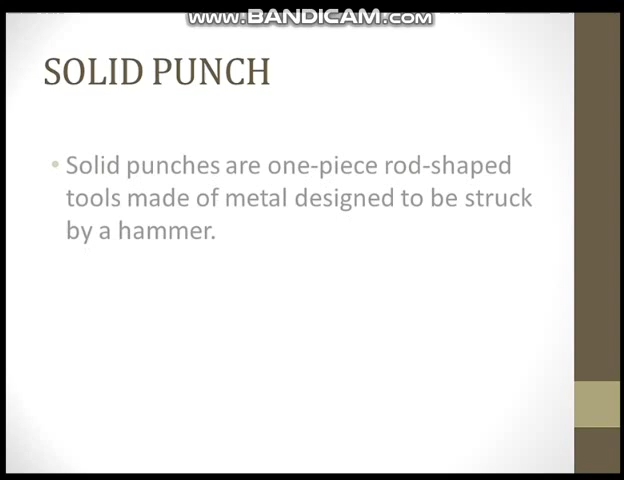 www.BANDICAM.com
SOLID PUNCH
• Solid punches are one-piece rod-shaped
tools made of metal designed to be struck
by a hammer.